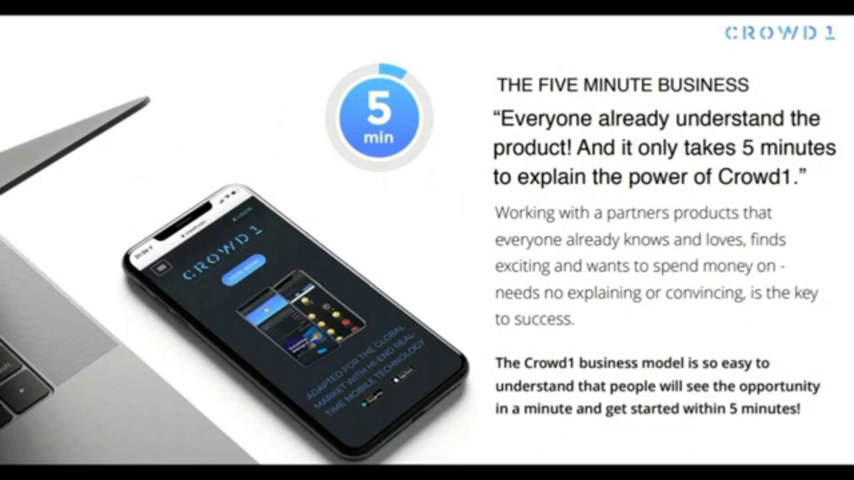 CROWD1
5
min
THE FIVE MINUTE BUSINESS
“Everyone already understand the
product! And it only takes 5 minutes
to explain the power of Crowd1.”
Working with a partners products that
everyone already knows and loves, finds
exciting and wants to spend money on -
needs no explaining or convincing, is the key
to success.
The Crowd1 business model is so easy to
understand that people will see the opportunity
in a minute and get started within 5 minutes!
CROWD1
ADAPTED FOR THE GLOBAL
MARKET WITH HI-END REAL-
TIME MOBILE TECHNOLOGY